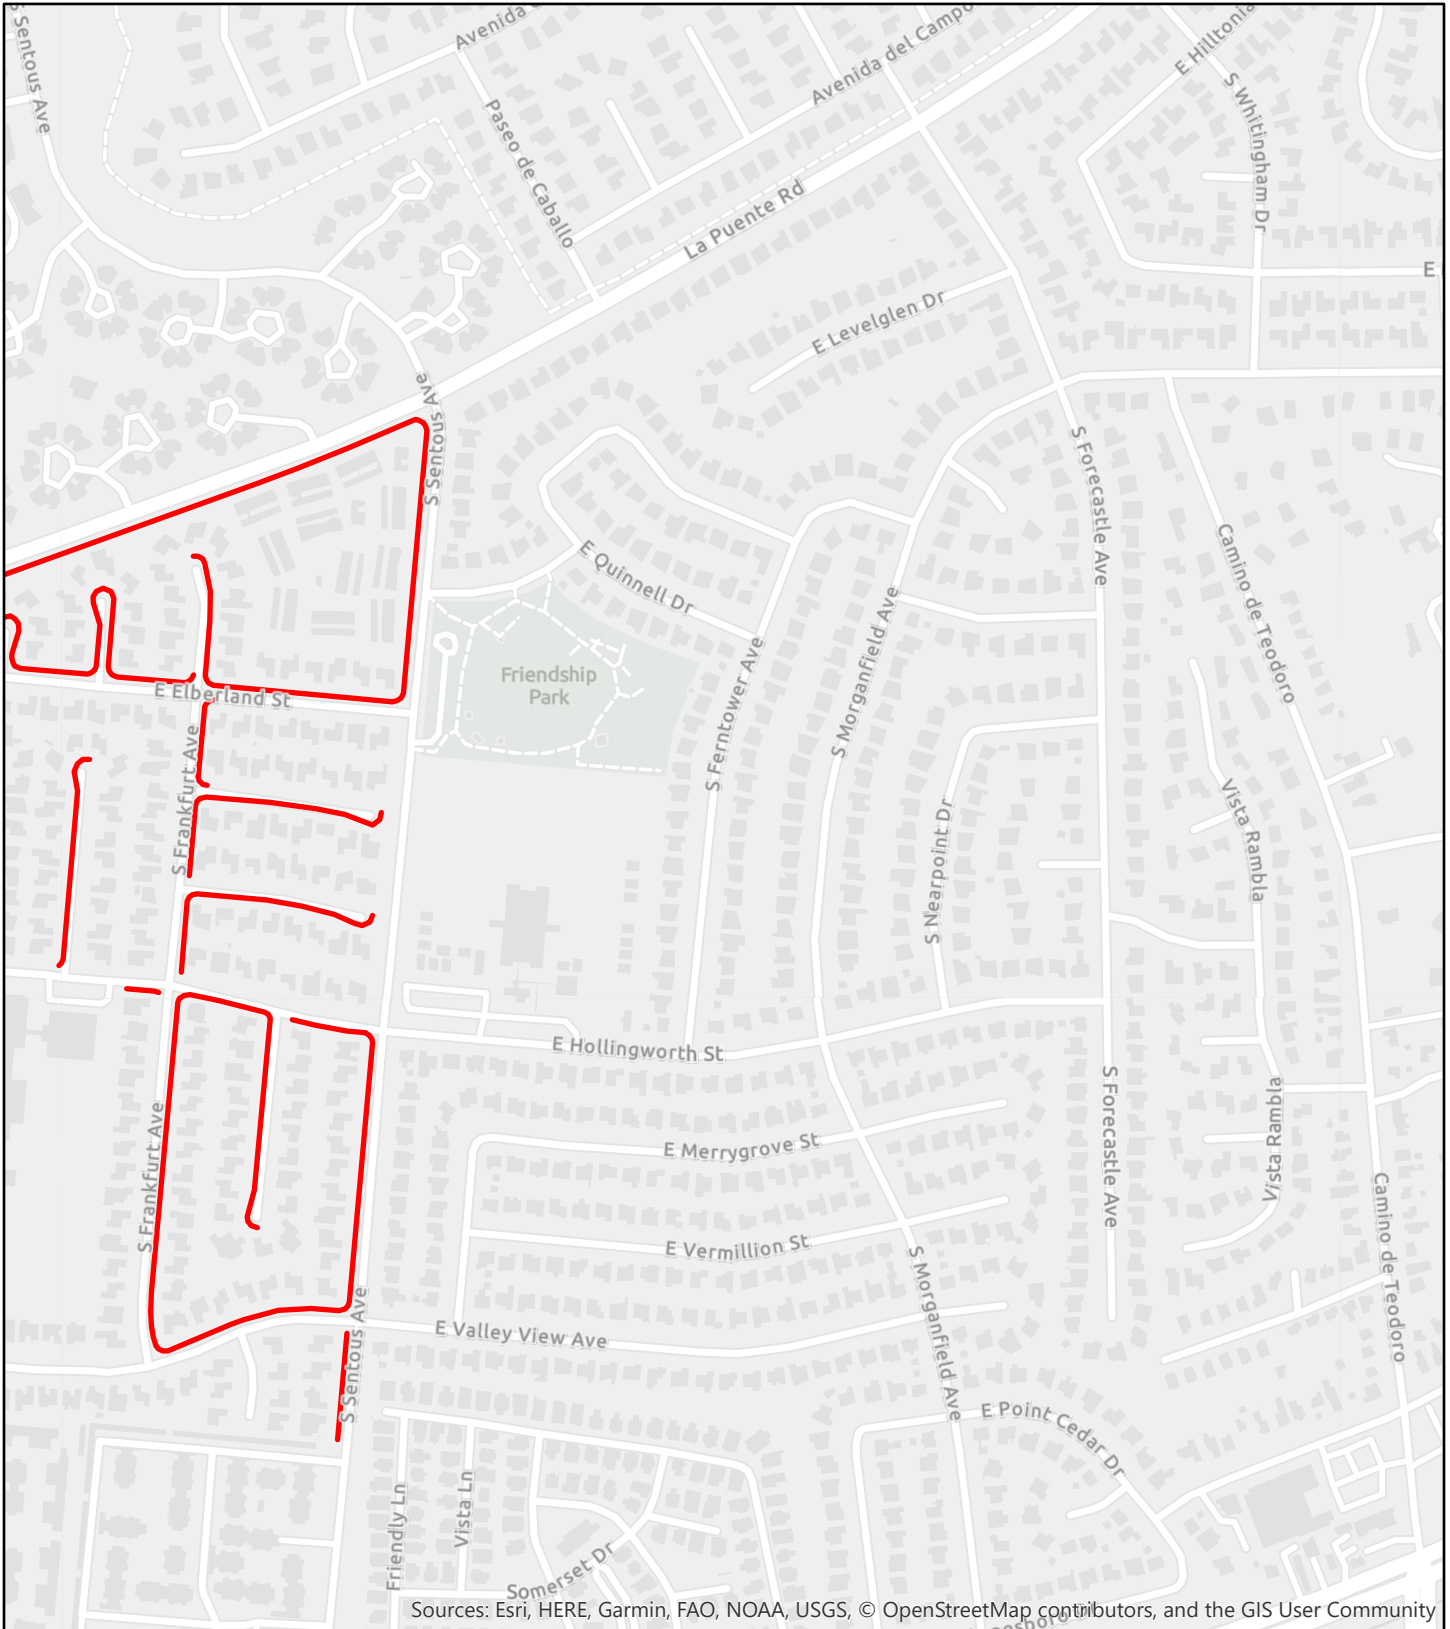 S Sentous Ave
Avenida
Avenida del Campo
E Hilltonia
S Whitingham Dr
Paseo de Caballo
La Puente Rd
E
E Levelglen Dr
S Sentous Ave
S Sentous Ave
S Forecastle Ave
Camino de Teodoro
E Quinnell Dr
S Morganfield Ave
S Ferntower Ave
Friendship
Park
E Elberland St
S Frankfurt Ave
S Nearpoint Dr
Vista Rambla
E Hollingworth St
S Forecastle Ave
Vista Rambla
S Frankfurt Ave
E Merrygrove St
E Vermillion St
Camino de Teodoro
S Morganfield Ave
S Sentous Ave
E Valley View Ave
E Point Cedar Dr
Friendly Ln
Vista Ln
Somerset Dr
Sources: Esri, HERE, Garmin, FAO, NOAA, USGS, © OpenStreetMap contributors, and the GIS User Community